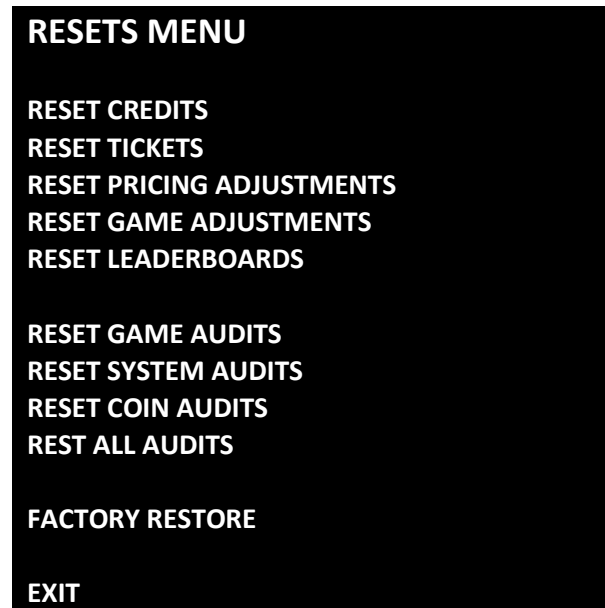 RESETS MENU
RESET CREDITS
RESET TICKETS
RESET PRICING ADJUSTMENTS
RESET GAME ADJUSTMENTS
RESET LEADERBOARDS
RESET GAME AUDITS
RESET SYSTEM AUDITS
RESET COIN AUDITS
REST ALL AUDITS
FACTORY RESTORE
EXIT